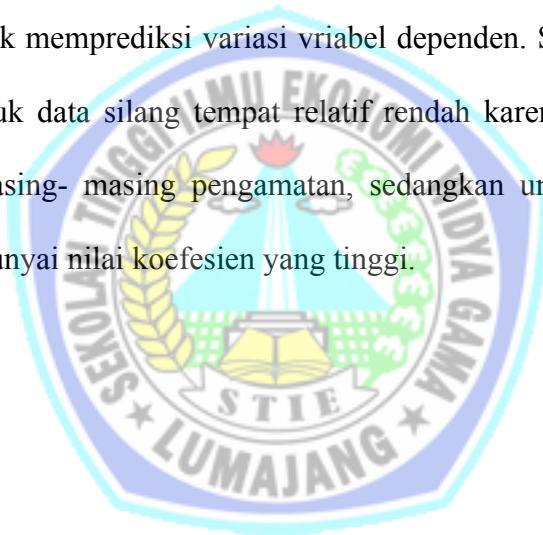 k memprediksi variasi vriabel dependen. S
uk data silang tempat relatif rendah karen
asing- masing pengamatan, sedangkan un
unyai nilai koefesien yang tinggi.
SEKOLAH TINGGI ILMU EKONOMI WIDYA GAMA
STIE
LUMAJANG